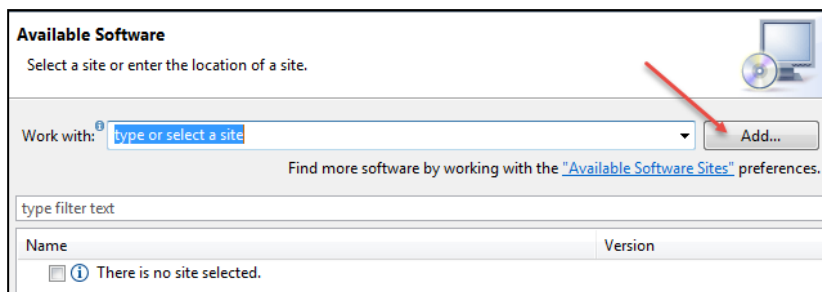 Available Software
Select a site or enter the location of a site.
Work with: type or select a site Add...
Find more software by working with the "Available Software Sites" preferences.
type filter text
Name Version
There is no site selected.